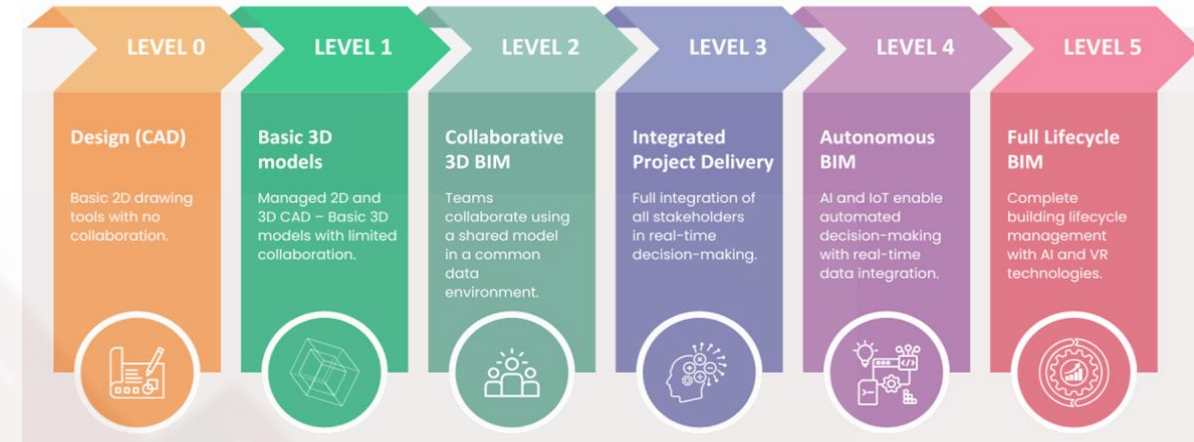 LEVEL 0
LEVEL 1
LEVEL 2
LEVEL 3
LEVEL 4
LEVEL 5
Design (CAD)
Basic 2D drawing
tools with no
collaboration.
Basic 3D
models
Managed 2D and
3D CAD – Basic 3D
models with limited
collaboration.
Collaborative
3D BIM
Teams
collaborate using
a shared model
in a common
data
environment.
Integrated
Project Delivery
Full integration of
all stakeholders
in real-time
decision-making.
Autonomous
BIM
AI and IoT enable
automated
decision-making
with real-time
data integration.
Full Lifecycle
BIM
Complete
building lifecycle
management
with AI and VR
technologies.